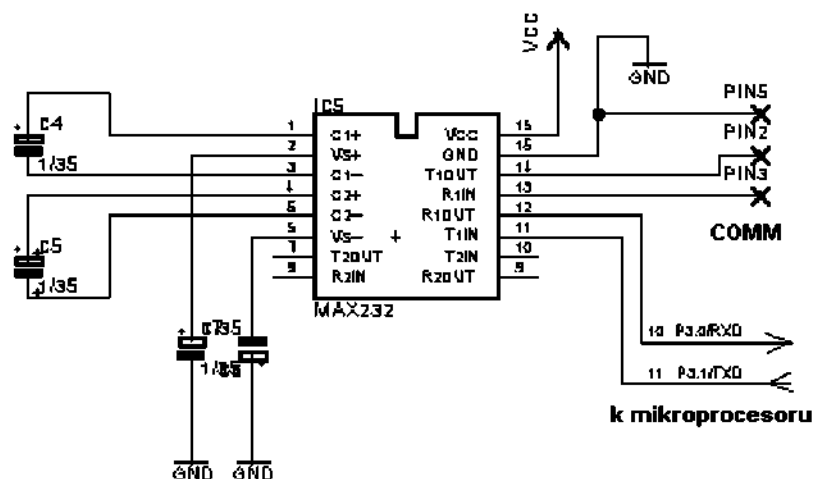 VCC
GND
IC5
PIN5
PIN2
PIN3
COMM
C4
1/35
C5
1/35
1 C1+
2 VS+
3 C1-
4 C2+
5 C2-
6 VS-
7 T2OUT
8 R2IN
16 VCC
15 GND
14 T1OUT
13 R1IN
12 R1OUT
11 T1IN
10 T2IN
9 R2OUT
MAX232
10 P3.0/RXD
11 P3.1/TXD
k mikroprocesoru
GND
GND